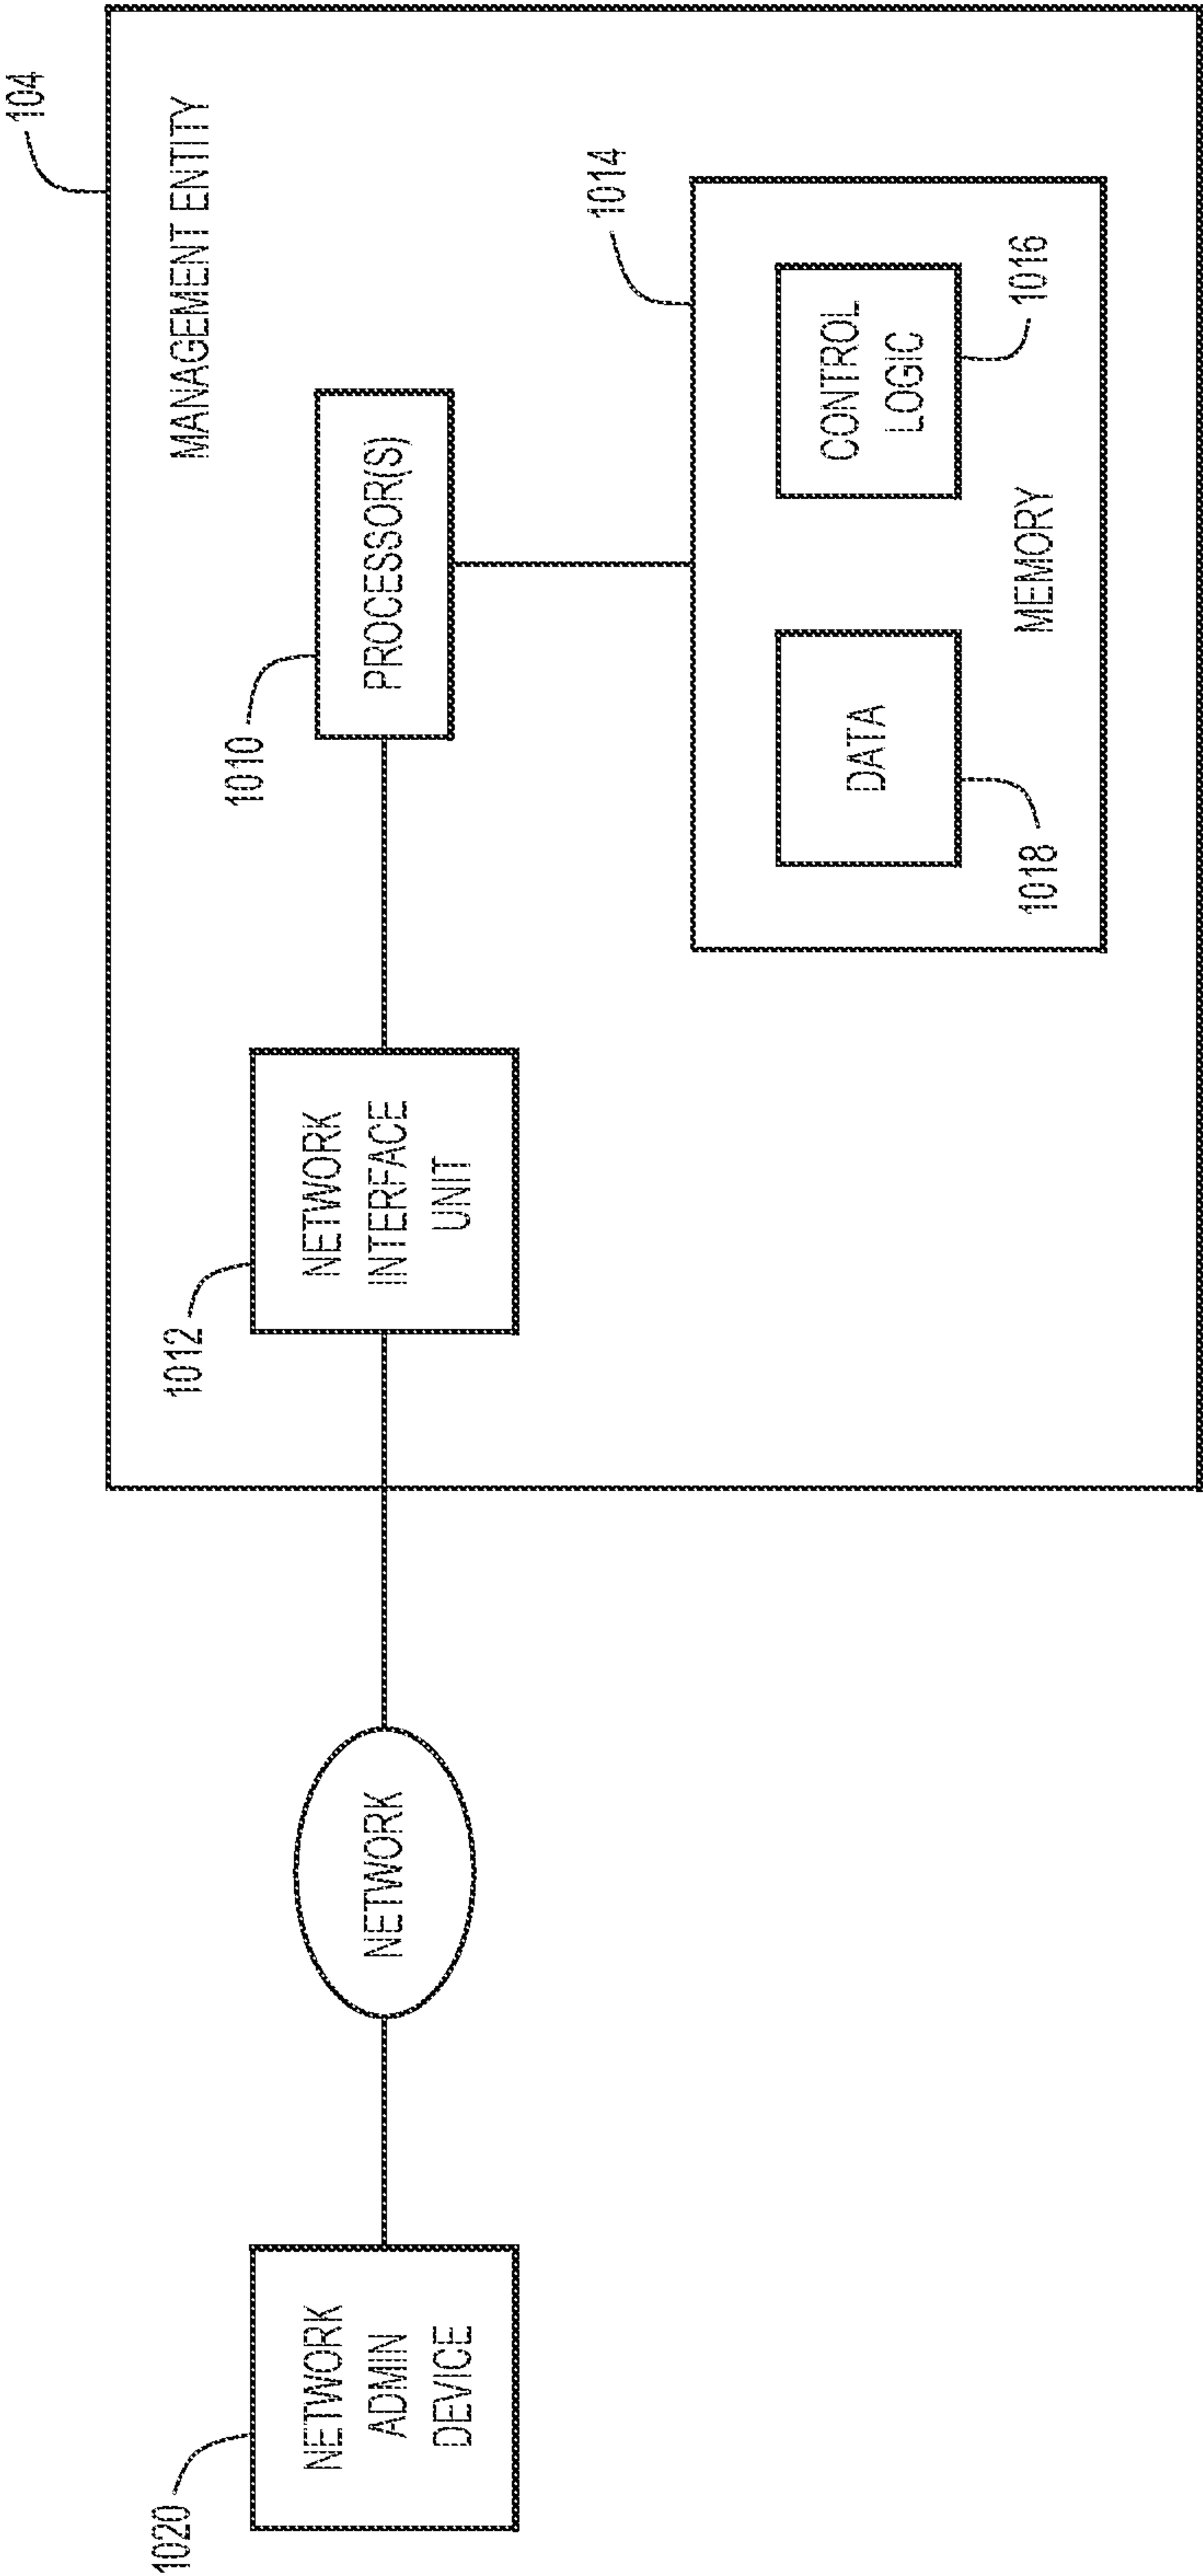 104
MANAGEMENT ENTITY
1020
NETWORK
ADMIN
DEVICE
NETWORK
1012
NETWORK
INTERFACE
UNIT
1010
PROCESSOR(S)
1014
DATA
1018
CONTROL
LOGIC
1016
MEMORY